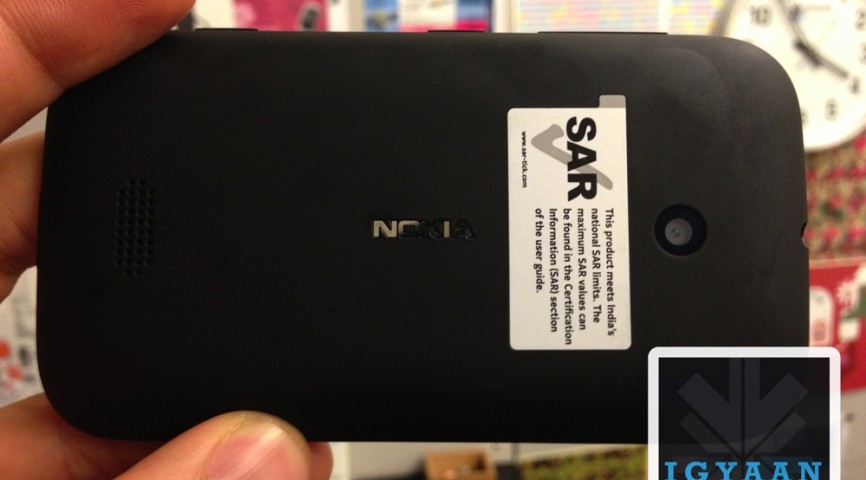 NOKIA
SAR
www.sar-tick.com
This product meets India's
national SAR limits. The
maximum SAR values can
be found in the Certification
Information (SAR) section
of the user guide.
10
IGYAAN